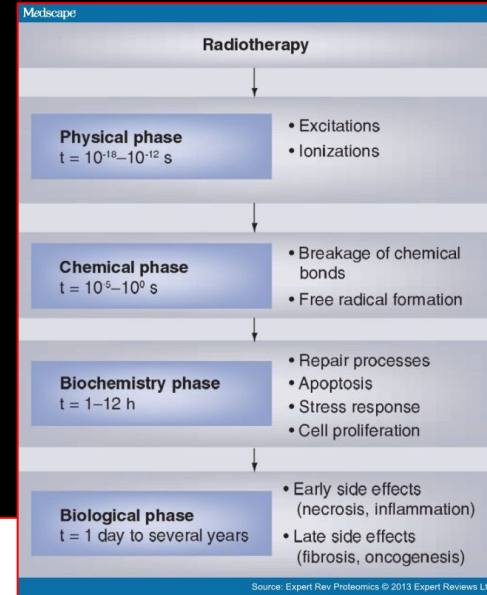 Medscape
Radiotherapy
Physical phase
t = 10⁻¹⁸–10⁻¹² s
• Excitations
• Ionizations
Chemical phase
t = 10⁻⁵–10⁰ s
• Breakage of chemical
bonds
• Free radical formation
Biochemistry phase
t = 1–12 h
• Repair processes
• Apoptosis
• Stress response
• Cell proliferation
Biological phase
t = 1 day to several years
• Early side effects
(necrosis, inflammation)
• Late side effects
(fibrosis, oncogenesis)
Source: Expert Rev Proteomics © 2013 Expert Reviews Lt